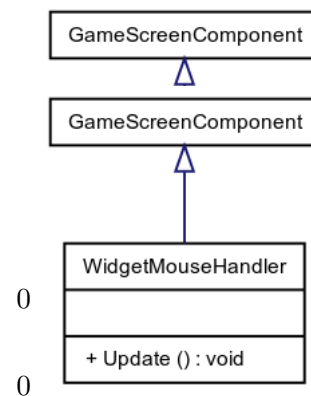 GameScreenComponent
GameScreenComponent
WidgetMouseHandler
0
+ Update () : void
0